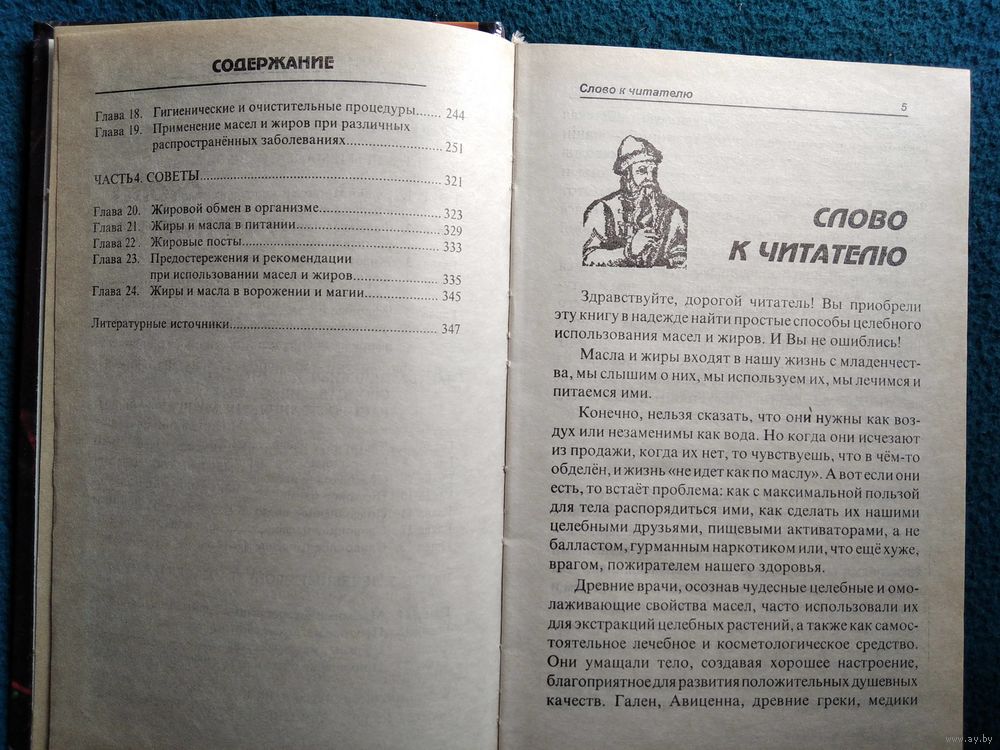 СОДЕРЖАНИЕ
Глава 18. Гигиенические и очистительные процедуры....... 244
Глава 19. Применение масел и жиров при различных
распространённых заболеваниях.................... 251
ЧАСТЬ4. СОВЕТЫ.................................................. 321
Глава 20. Жировой обмен в организме......................... 323
Глава 21. Жиры и масла в питании............................. 329
Глава 22. Жировые посты........................................ 333
Глава 23. Предостережения и рекомендации
при использовании масел и жиров.................. 335
Глава 24. Жиры и масла в ворожении и магии................. 345
Литературные источники........................................... 347
Слово к читателю
5
СЛОВО
К ЧИТАТЕЛЮ
Здравствуйте, дорогой читатель! Вы приобрели
эту книгу в надежде найти простые способы целебного
использования масел и жиров. И Вы не ошиблись!
Масла и жиры входят в нашу жизнь с младенчест-
ва, мы слышим о них, мы используем их, мы лечимся и
питаемся ими.
Конечно, нельзя сказать, что они нужны как воз-
дух или незаменимы как вода. Но когда они исчезают
из продажи, когда их нет, то чувствуешь, что в чём-то
обделён, и жизнь «не идет как по маслу». А вот если они
есть, то встаёт проблема: как с максимальной пользой
для тела распорядиться ими, как сделать их нашими
целебными друзьями, пищевыми активаторами, а не
балластом, гурманным наркотиком или, что ещё хуже,
врагом, пожирателем нашего здоровья.
Древние врачи, осознав чудесные целебные и омо-
лаживающие свойства масел, часто использовали их
для экстракций целебных растений, а также как самос-
тоятельное лечебное и косметологическое средство.
Они умащали тело, создавая хорошее настроение,
благоприятное для развития положительных душевных
качеств. Гален, Авиценна, древние греки, медики
www.ay.by